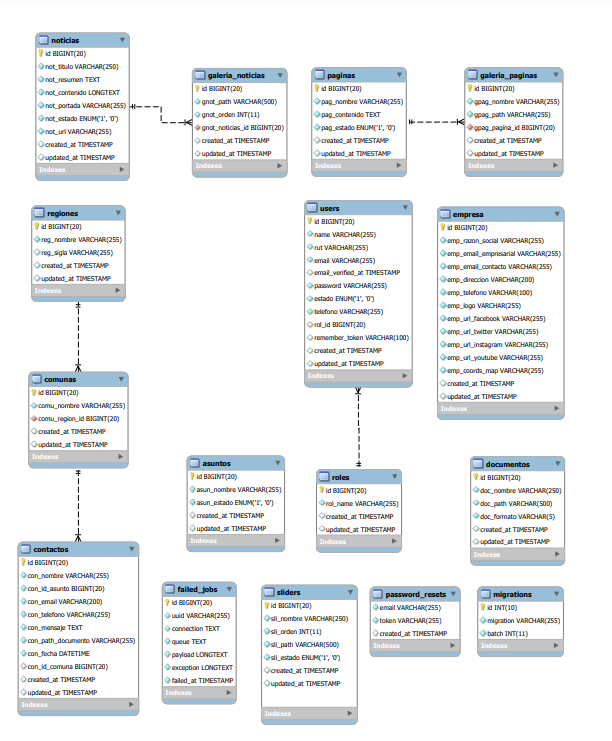 noticias
id BIGINT(20)
not_titulo VARCHAR(250)
not_resumen TEXT
not_contenido LONGTEXT
not_portada VARCHAR(255)
not_estado ENUM('1', '0')
not_url VARCHAR(255)
created_at TIMESTAMP
updated_at TIMESTAMP
Indexes
galeria_noticias
id BIGINT(20)
gnot_path VARCHAR(500)
gnot_orden INT(11)
gnot_noticias_id BIGINT(20)
created_at TIMESTAMP
updated_at TIMESTAMP
Indexes
paginas
id BIGINT(20)
pag_nombre VARCHAR(255)
pag_contenido TEXT
pag_estado ENUM('1', '0')
created_at TIMESTAMP
updated_at TIMESTAMP
Indexes
galeria_paginas
id BIGINT(20)
gpag_nombre VARCHAR(255)
gpag_path VARCHAR(255)
gpag_pagina_id BIGINT(20)
created_at TIMESTAMP
updated_at TIMESTAMP
Indexes
regiones
id BIGINT(20)
reg_nombre VARCHAR(255)
reg_sigla VARCHAR(255)
created_at TIMESTAMP
updated_at TIMESTAMP
Indexes
users
id BIGINT(20)
name VARCHAR(255)
rut VARCHAR(255)
email VARCHAR(255)
email_verified_at TIMESTAMP
password VARCHAR(255)
estado ENUM('1', '0')
telefono VARCHAR(255)
rol_id BIGINT(20)
remember_token VARCHAR(100)
created_at TIMESTAMP
updated_at TIMESTAMP
Indexes
empresa
id BIGINT(20)
emp_razon_social VARCHAR(255)
emp_email_empresarial VARCHAR(255)
emp_email_contacto VARCHAR(255)
emp_direccion VARCHAR(200)
emp_telefono VARCHAR(100)
emp_logo VARCHAR(255)
emp_url_facebook VARCHAR(255)
emp_url_twitter VARCHAR(255)
emp_url_instagram VARCHAR(255)
emp_url_youtube VARCHAR(255)
emp_coords_map VARCHAR(255)
created_at TIMESTAMP
updated_at TIMESTAMP
Indexes
comunas
id BIGINT(20)
comu_nombre VARCHAR(255)
comu_region_id BIGINT(20)
created_at TIMESTAMP
updated_at TIMESTAMP
Indexes
asuntos
id BIGINT(20)
asun_nombre VARCHAR(255)
asun_estado ENUM('1', '0')
created_at TIMESTAMP
updated_at TIMESTAMP
Indexes
roles
id BIGINT(20)
rol_name VARCHAR(255)
created_at TIMESTAMP
updated_at TIMESTAMP
Indexes
documentos
id BIGINT(20)
doc_nombre VARCHAR(250)
doc_path VARCHAR(500)
doc_formato VARCHAR(5)
created_at TIMESTAMP
updated_at TIMESTAMP
Indexes
contactos
id BIGINT(20)
con_nombre VARCHAR(255)
con_id_asunto BIGINT(20)
con_email VARCHAR(200)
con_telefono VARCHAR(255)
con_mensaje TEXT
con_path_documento VARCHAR(255)
con_fecha DATETIME
con_id_comuna BIGINT(20)
created_at TIMESTAMP
updated_at TIMESTAMP
Indexes
failed_jobs
id BIGINT(20)
uuid VARCHAR(255)
connection TEXT
queue TEXT
payload LONGTEXT
exception LONGTEXT
failed_at TIMESTAMP
Indexes
sliders
id BIGINT(20)
sli_nombre VARCHAR(250)
sli_orden INT(11)
sli_path VARCHAR(500)
sli_estado ENUM('1', '0')
created_at TIMESTAMP
updated_at TIMESTAMP
Indexes
password_resets
email VARCHAR(255)
token VARCHAR(255)
created_at TIMESTAMP
Indexes
migrations
id INT(10)
migration VARCHAR(255)
batch INT(11)
Indexes